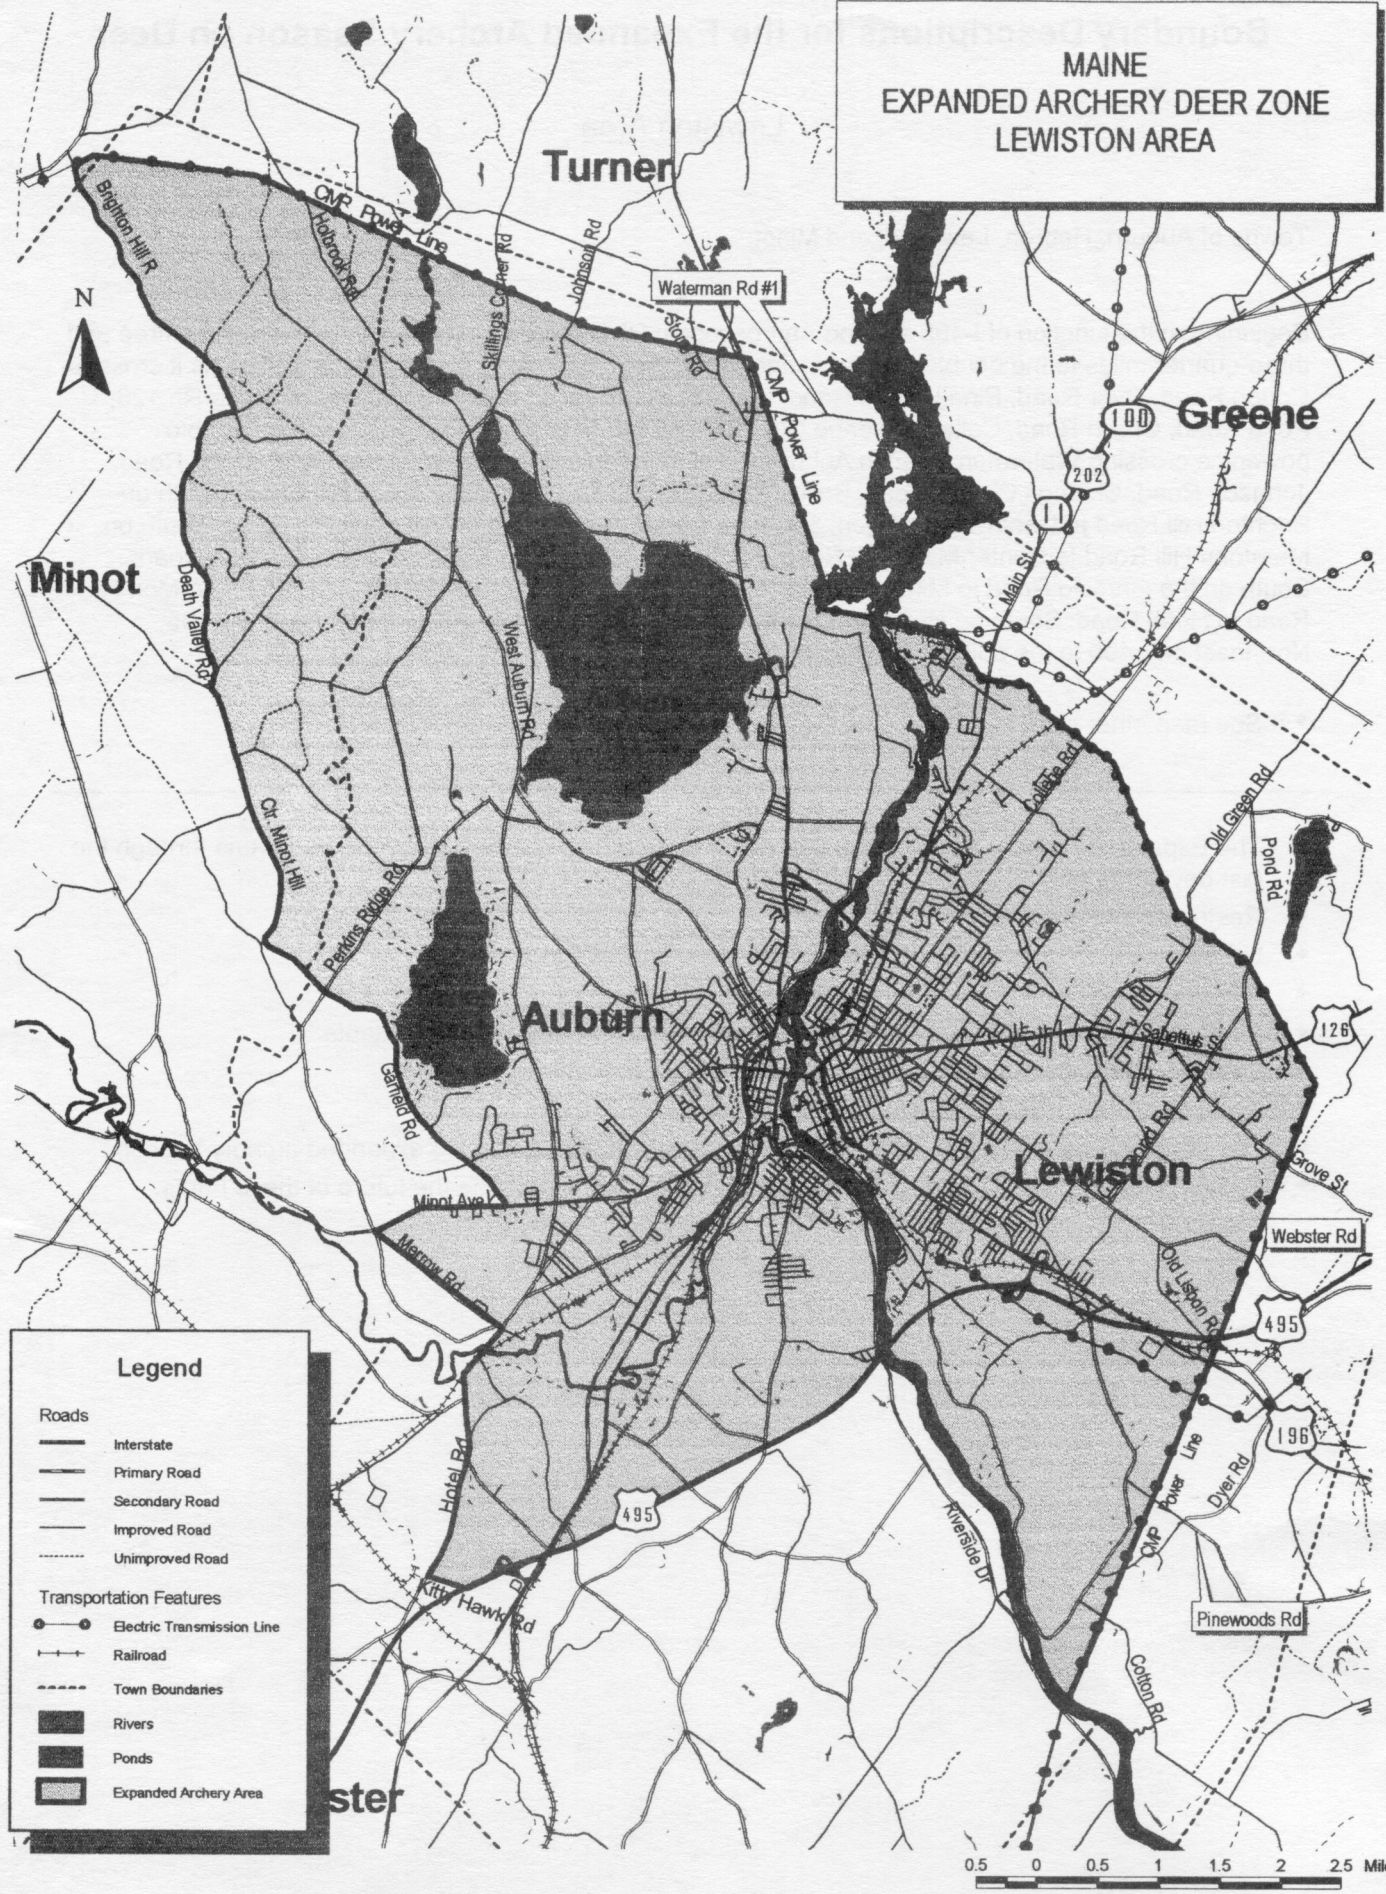 MAINE
EXPANDED ARCHERY DEER ZONE
LEWISTON AREA
Turner
CMP Power Line
Brighton Hill R
Holbrook Rd
Skillings Corner Rd
Johnson Rd
Stone Rd
Waterman Rd #1
N
CMP Power Line
100
Greene
202
11
Main St
Minot
Death Valley Rd
West Auburn Rd
College Rd
Old Green Rd
Pond Rd
Ctr. Minot Hill
Perkins Ridge Rd
Auburn
Sabattus S
126
Garfield Rd
Lewiston
Grove St
Minot Ave
Webster Rd
Merrow Rd
Old Lisbon Rd
495
Legend
Roads
Interstate
Primary Road
Secondary Road
Improved Road
Unimproved Road
Transportation Features
Electric Transmission Line
Railroad
Town Boundaries
Rivers
Ponds
Expanded Archery Area
Hotel Rd
495
196
CMP Power Line
Dyer Rd
Riverside Dr
Kitty Hawk Rd
Pinewoods Rd
Cotton Rd
ster
0.5 0 0.5 1 1.5 2 2.5 Mile